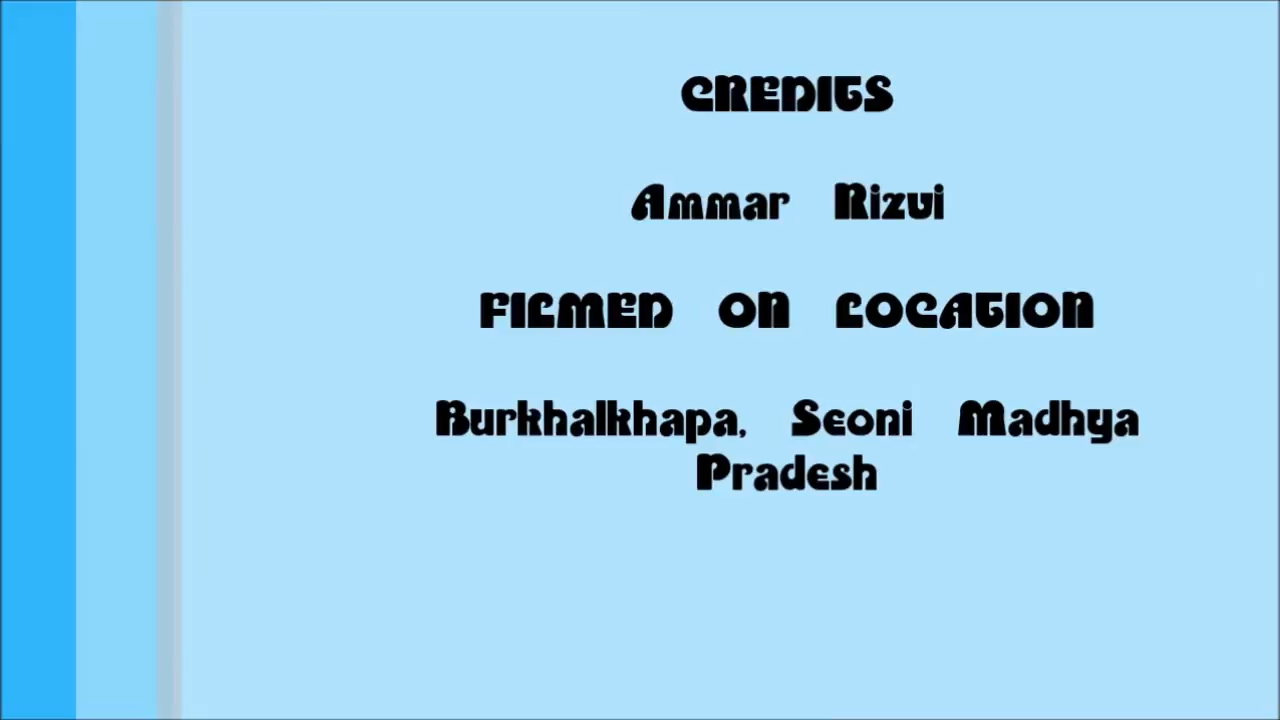 CREDITS
Ammar Rizvi
FILMED ON LOCATION
Burkhalkhapa, Seoni Madhya
Pradesh